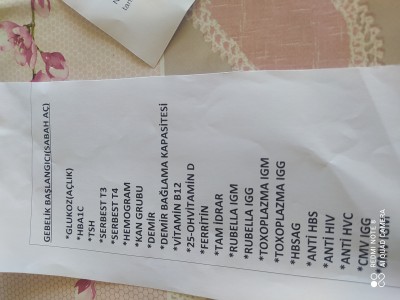 GEBELİK BAŞLANGICI(SABAH AÇ)
*GLUKOZ(AÇLIK)
*HBA1C
*TSH
*SERBEST T3
*SERBEST T4
*HEMOGRAM
*KAN GRUBU
*DEMİR
*DEMİR BAĞLAMA KAPASİTESİ
*VİTAMİN B12
*25-OHVİTAMİN D
*FERRİTİN
*TAM İDRAR
*RUBELLA IGM
*RUBELLA IGG
*TOXOPLAZMA IGM
*TOXOPLAZMA IGG
*HBSAG
*ANTİ HBS
*ANTİ HIV
*ANTİ HVC
*CMV IGG
REDMI NOTE 8
AI QUAD CAMERA